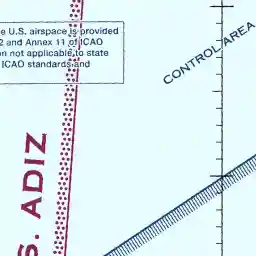 e U.S. airspace is provided
2 and Annex 11 of ICAO
on not applicable to state
ICAO standards and
CONTROL AREA
S. ADIZ